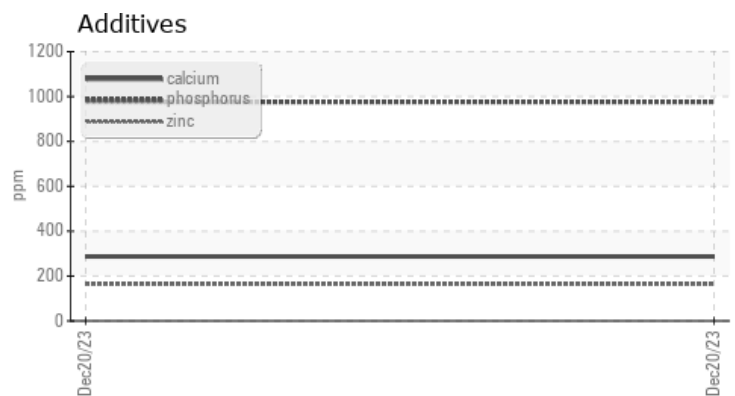 Additives
1200
1000
800
600
400
200
0
ppm
calcium
phosphorus
zinc
Dec20/23
Dec20/23